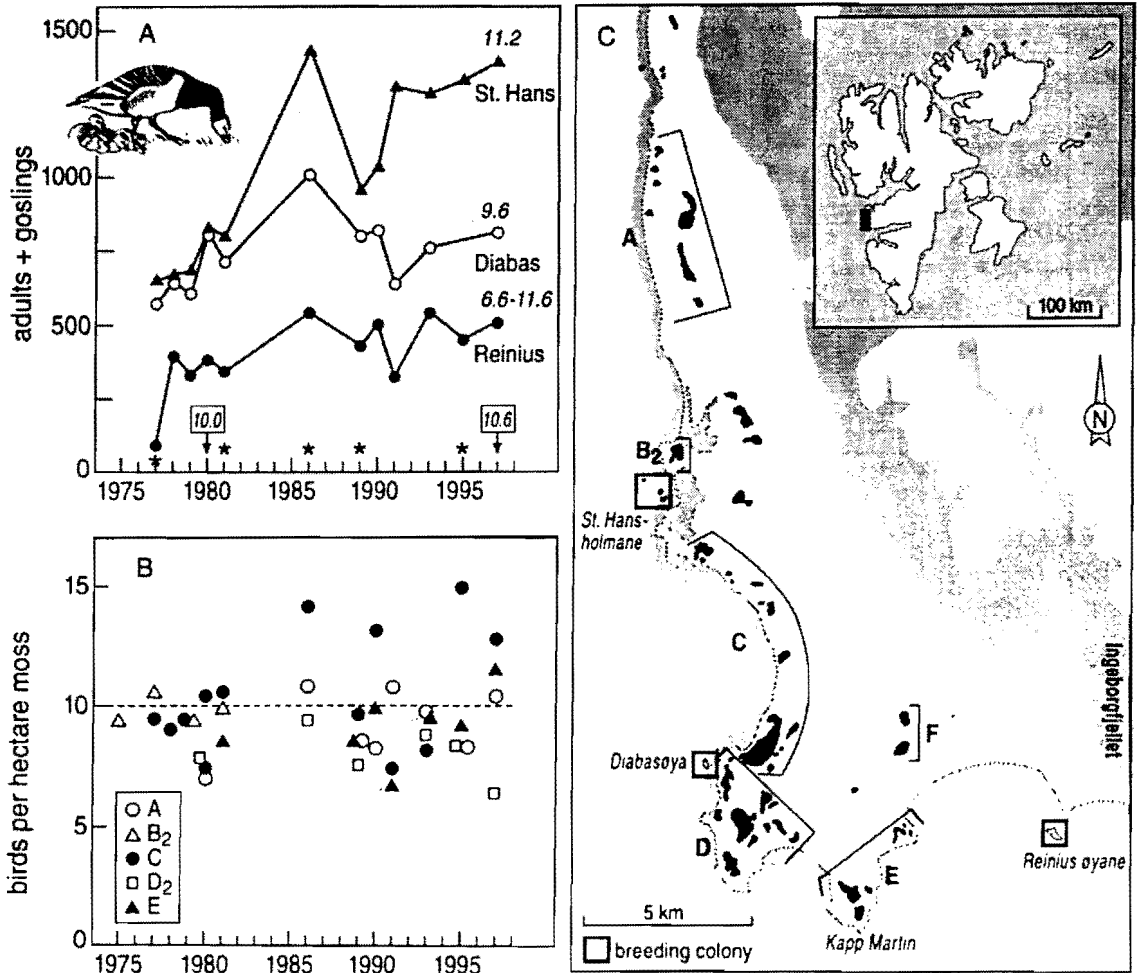 A
adults + goslings
1500
1000
500
0
11.2
St. Hans
9.6
Diabas
6.6-11.6
Reinius
10.0
10.6
* * * * *
1975 1980 1985 1990 1995
B
birds per hectare moss
15
10
5
0
A
B2
C
D2
E
1975 1980 1985 1990 1995
C
100 km
N
A
B2
St. Hans-
holmane
C
Ingeborgfjellet
F
Diabasøya
D
E
Reinius øyane
5 km
Kapp Martin
breeding colony